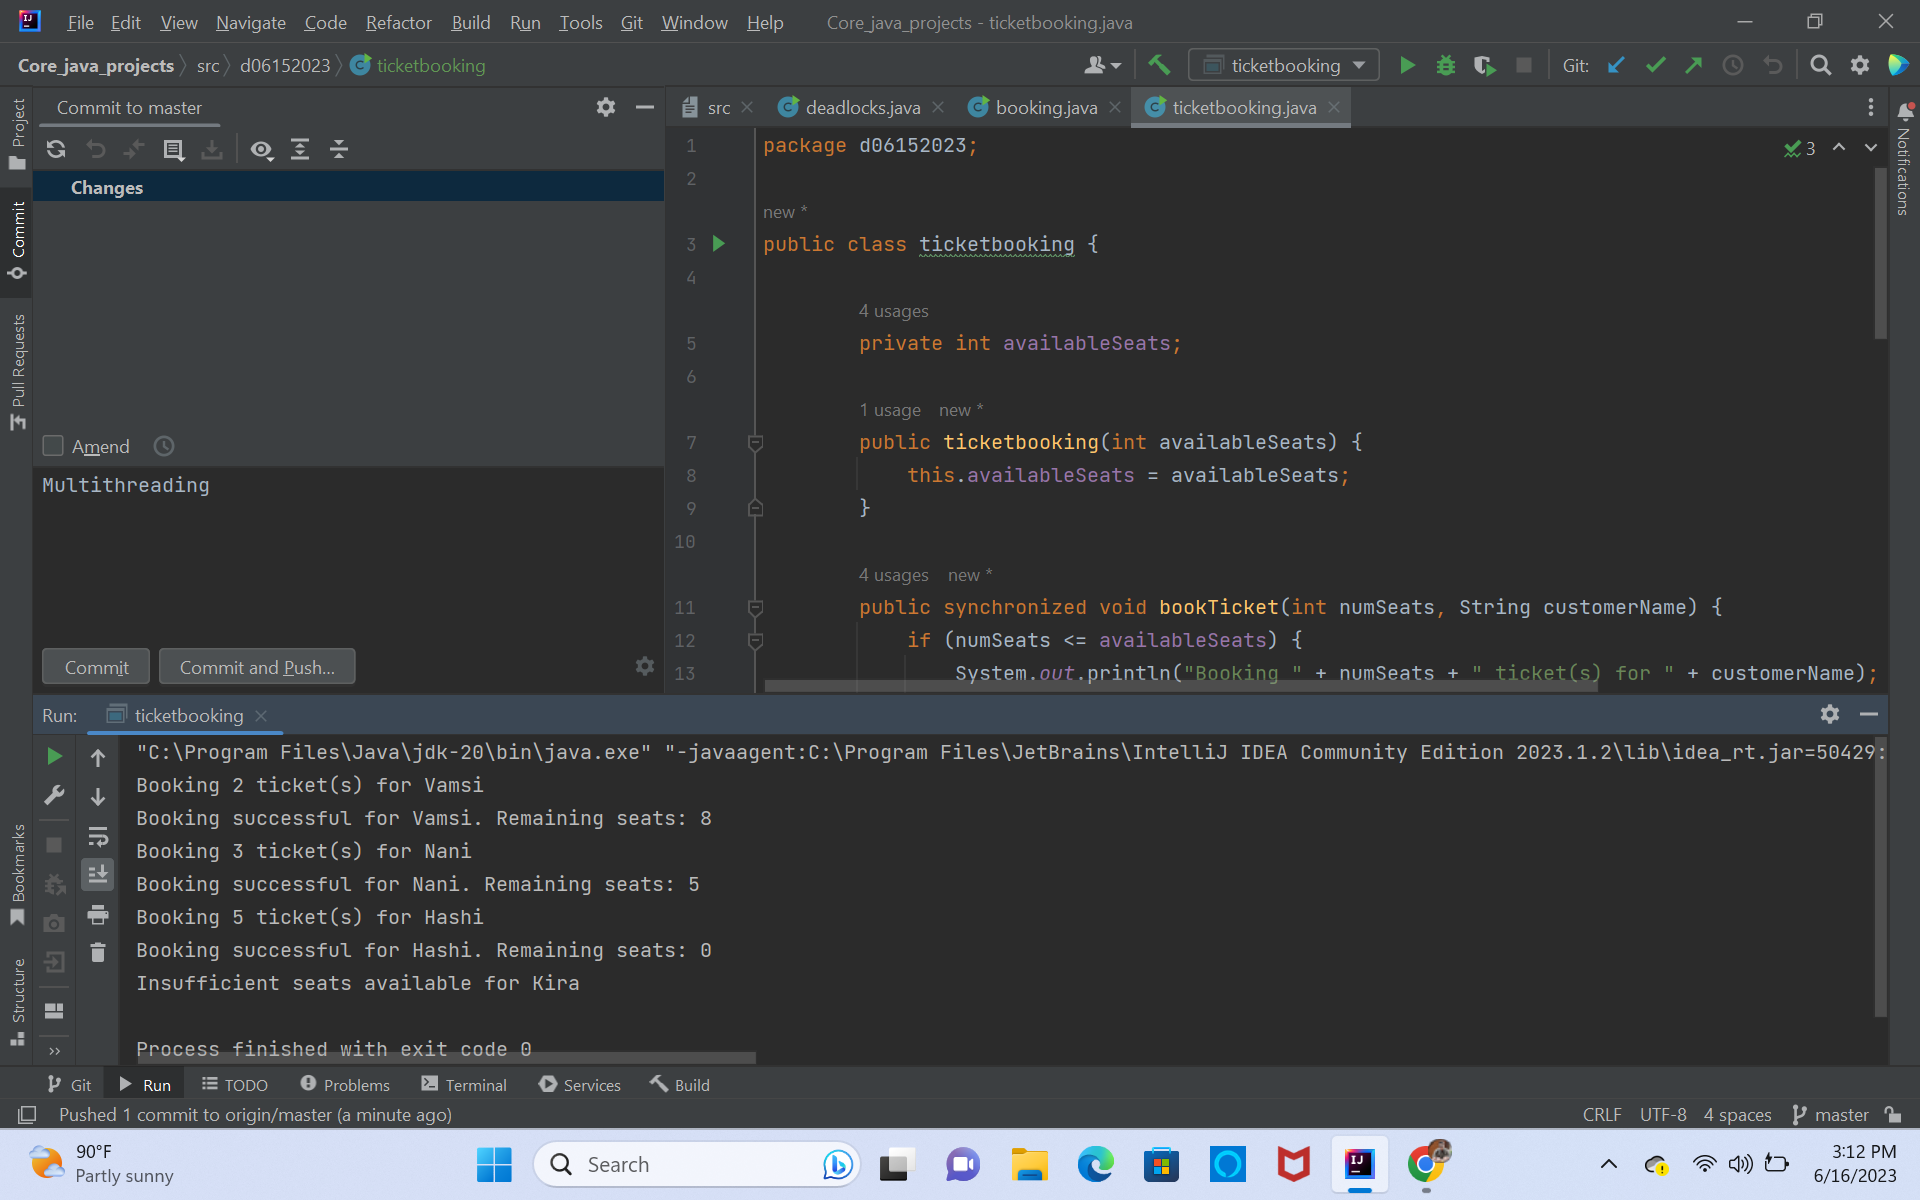 File Edit View Navigate Code Refactor Build Run Tools Git Window Help Core_java_projects - ticketbooking.java
Core_java_projects src d06152023 ticketbooking
ticketbooking
Git:
Project
Commit
Pull Requests
Bookmarks
Structure
Notifications
Commit to master
Changes
Amend
Multithreading
Commit Commit and Push...
src deadlocks.java booking.java ticketbooking.java
3
1 package d06152023;
2
new *
3 public class ticketbooking {
4
4 usages
5 private int availableSeats;
6
1 usage new *
7 public ticketbooking(int availableSeats) {
8 this.availableSeats = availableSeats;
9 }
10
4 usages new *
11 public synchronized void bookTicket(int numSeats, String customerName) {
12 if (numSeats <= availableSeats) {
13 System.out.println("Booking " + numSeats + " ticket(s) for " + customerName);
Run: ticketbooking
"C:\Program Files\Java\jdk-20\bin\java.exe" "-javaagent:C:\Program Files\JetBrains\IntelliJ IDEA Community Edition 2023.1.2\lib\idea_rt.jar=50429:
Booking 2 ticket(s) for Vamsi
Booking successful for Vamsi. Remaining seats: 8
Booking 3 ticket(s) for Nani
Booking successful for Nani. Remaining seats: 5
Booking 5 ticket(s) for Hashi
Booking successful for Hashi. Remaining seats: 0
Insufficient seats available for Kira
Process finished with exit code 0
Git Run TODO Problems Terminal Services Build
Pushed 1 commit to origin/master (a minute ago)
CRLF UTF-8 4 spaces master
90°F
Partly sunny
Search
3:12 PM
6/16/2023